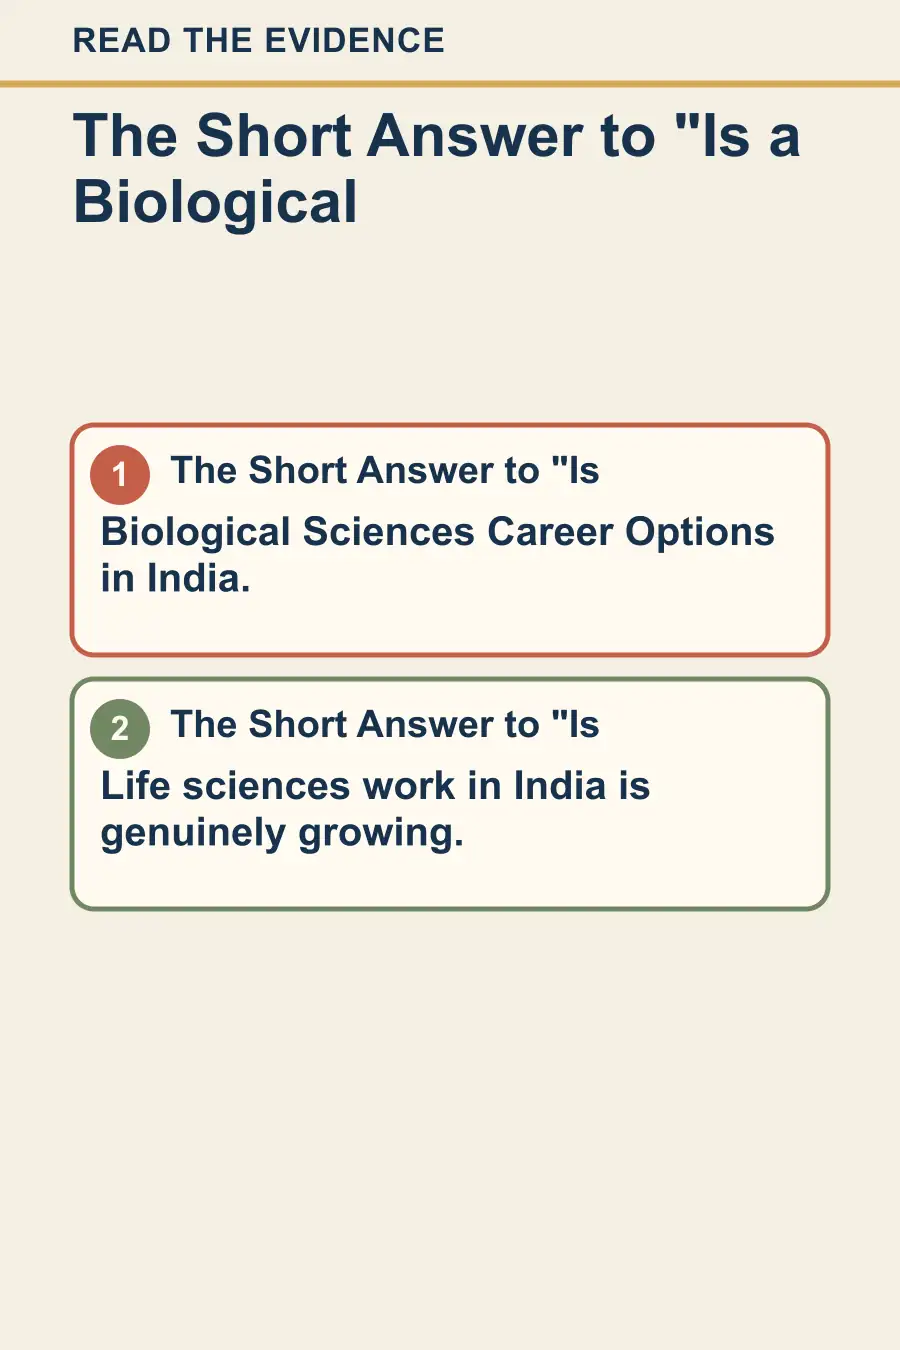 READ THE EVIDENCE
The Short Answer to "Is a
Biological
1 The Short Answer to "Is
Biological Sciences Career Options
in India.
2 The Short Answer to "Is
Life sciences work in India is
genuinely growing.